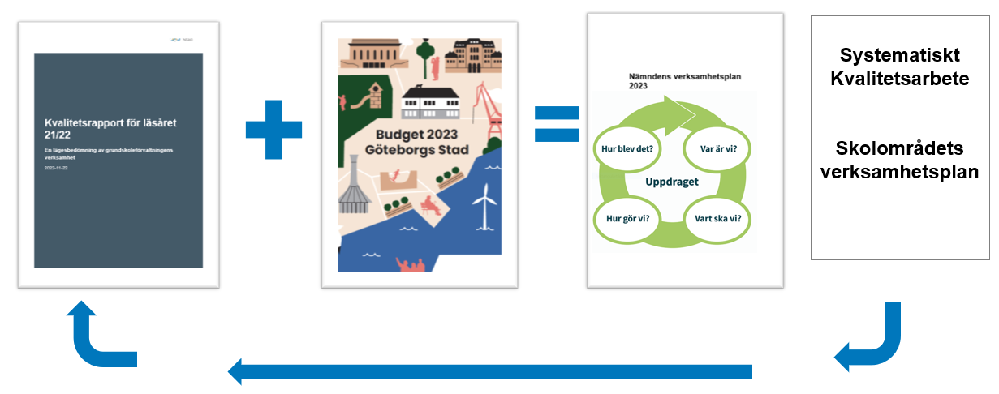 Kvalitetsrapport för läsåret
21/22
En lägesbedömning av grundskoleförvaltningens
verksamhet
2022-11-22
Budget 2023
Göteborgs Stad
Nämndens verksamhetsplan
2023
Hur blev det?
Var är vi?
Uppdraget
Hur gör vi?
Vart ska vi?
Systematiskt
Kvalitetsarbete
Skolområdets
verksamhetsplan